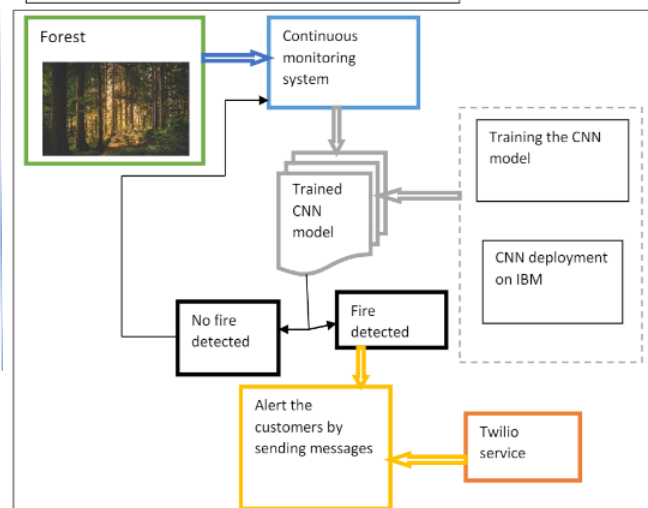 Forest
Continuous
monitoring
system
Training the CNN
model
Trained
CNN
model
CNN deployment
on IBM
No fire
detected
Fire
detected
Alert the
customers by
sending messages
Twilio
service